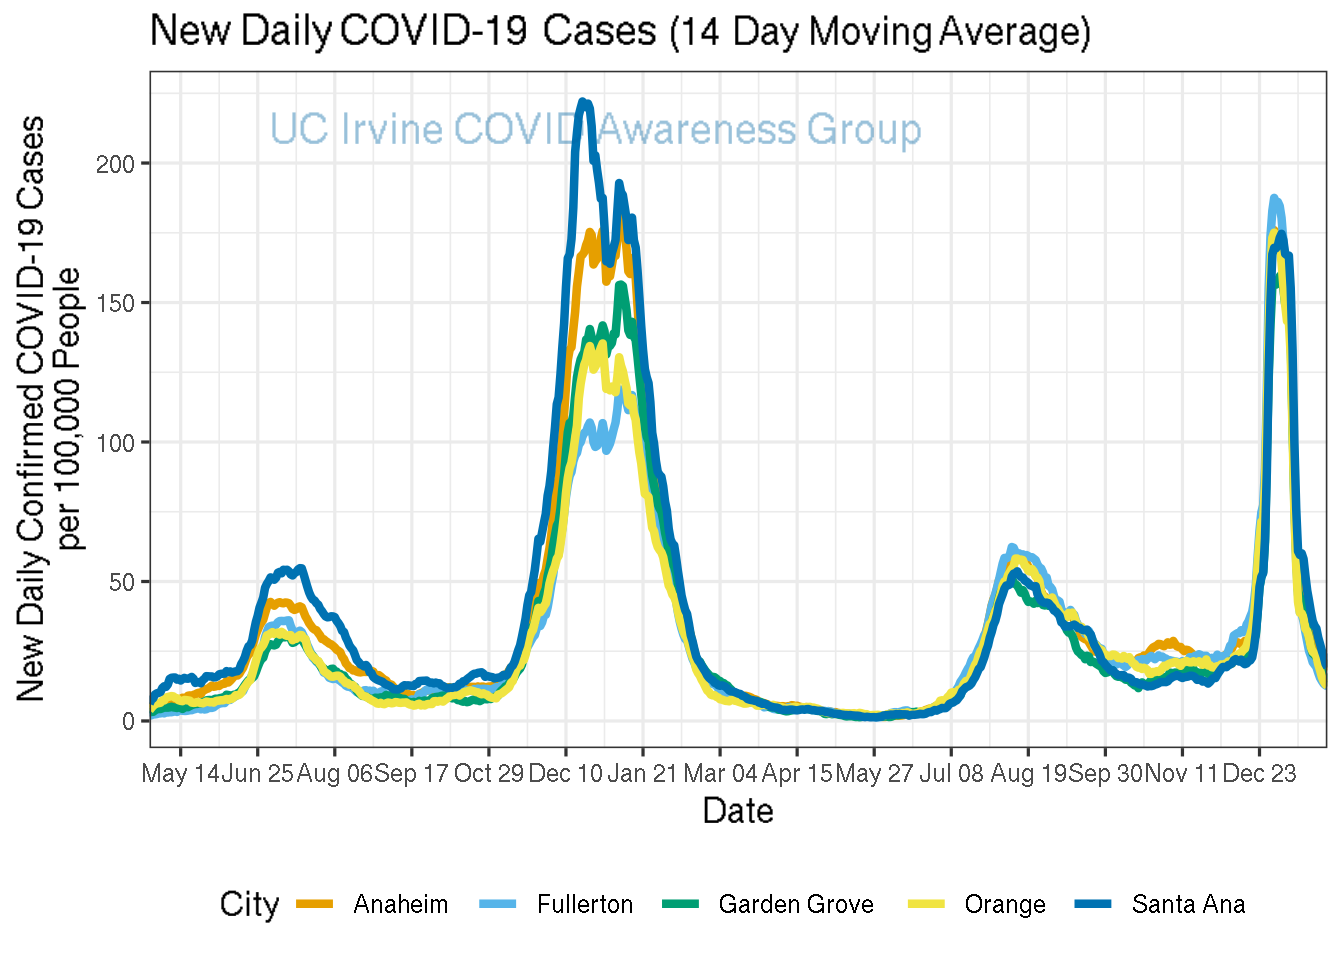 New Daily COVID-19 Cases (14 Day Moving Average)
UC Irvine COVID Awareness Group
New Daily Confirmed COVID-19 Cases
per 100,000 People
200
150
100
50
0
May 14 Jun 25 Aug 06 Sep 17 Oct 29 Dec 10 Jan 21 Mar 04 Apr 15 May 27 Jul 08 Aug 19 Sep 30 Nov 11 Dec 23
Date
City Anaheim Fullerton Garden Grove Orange Santa Ana